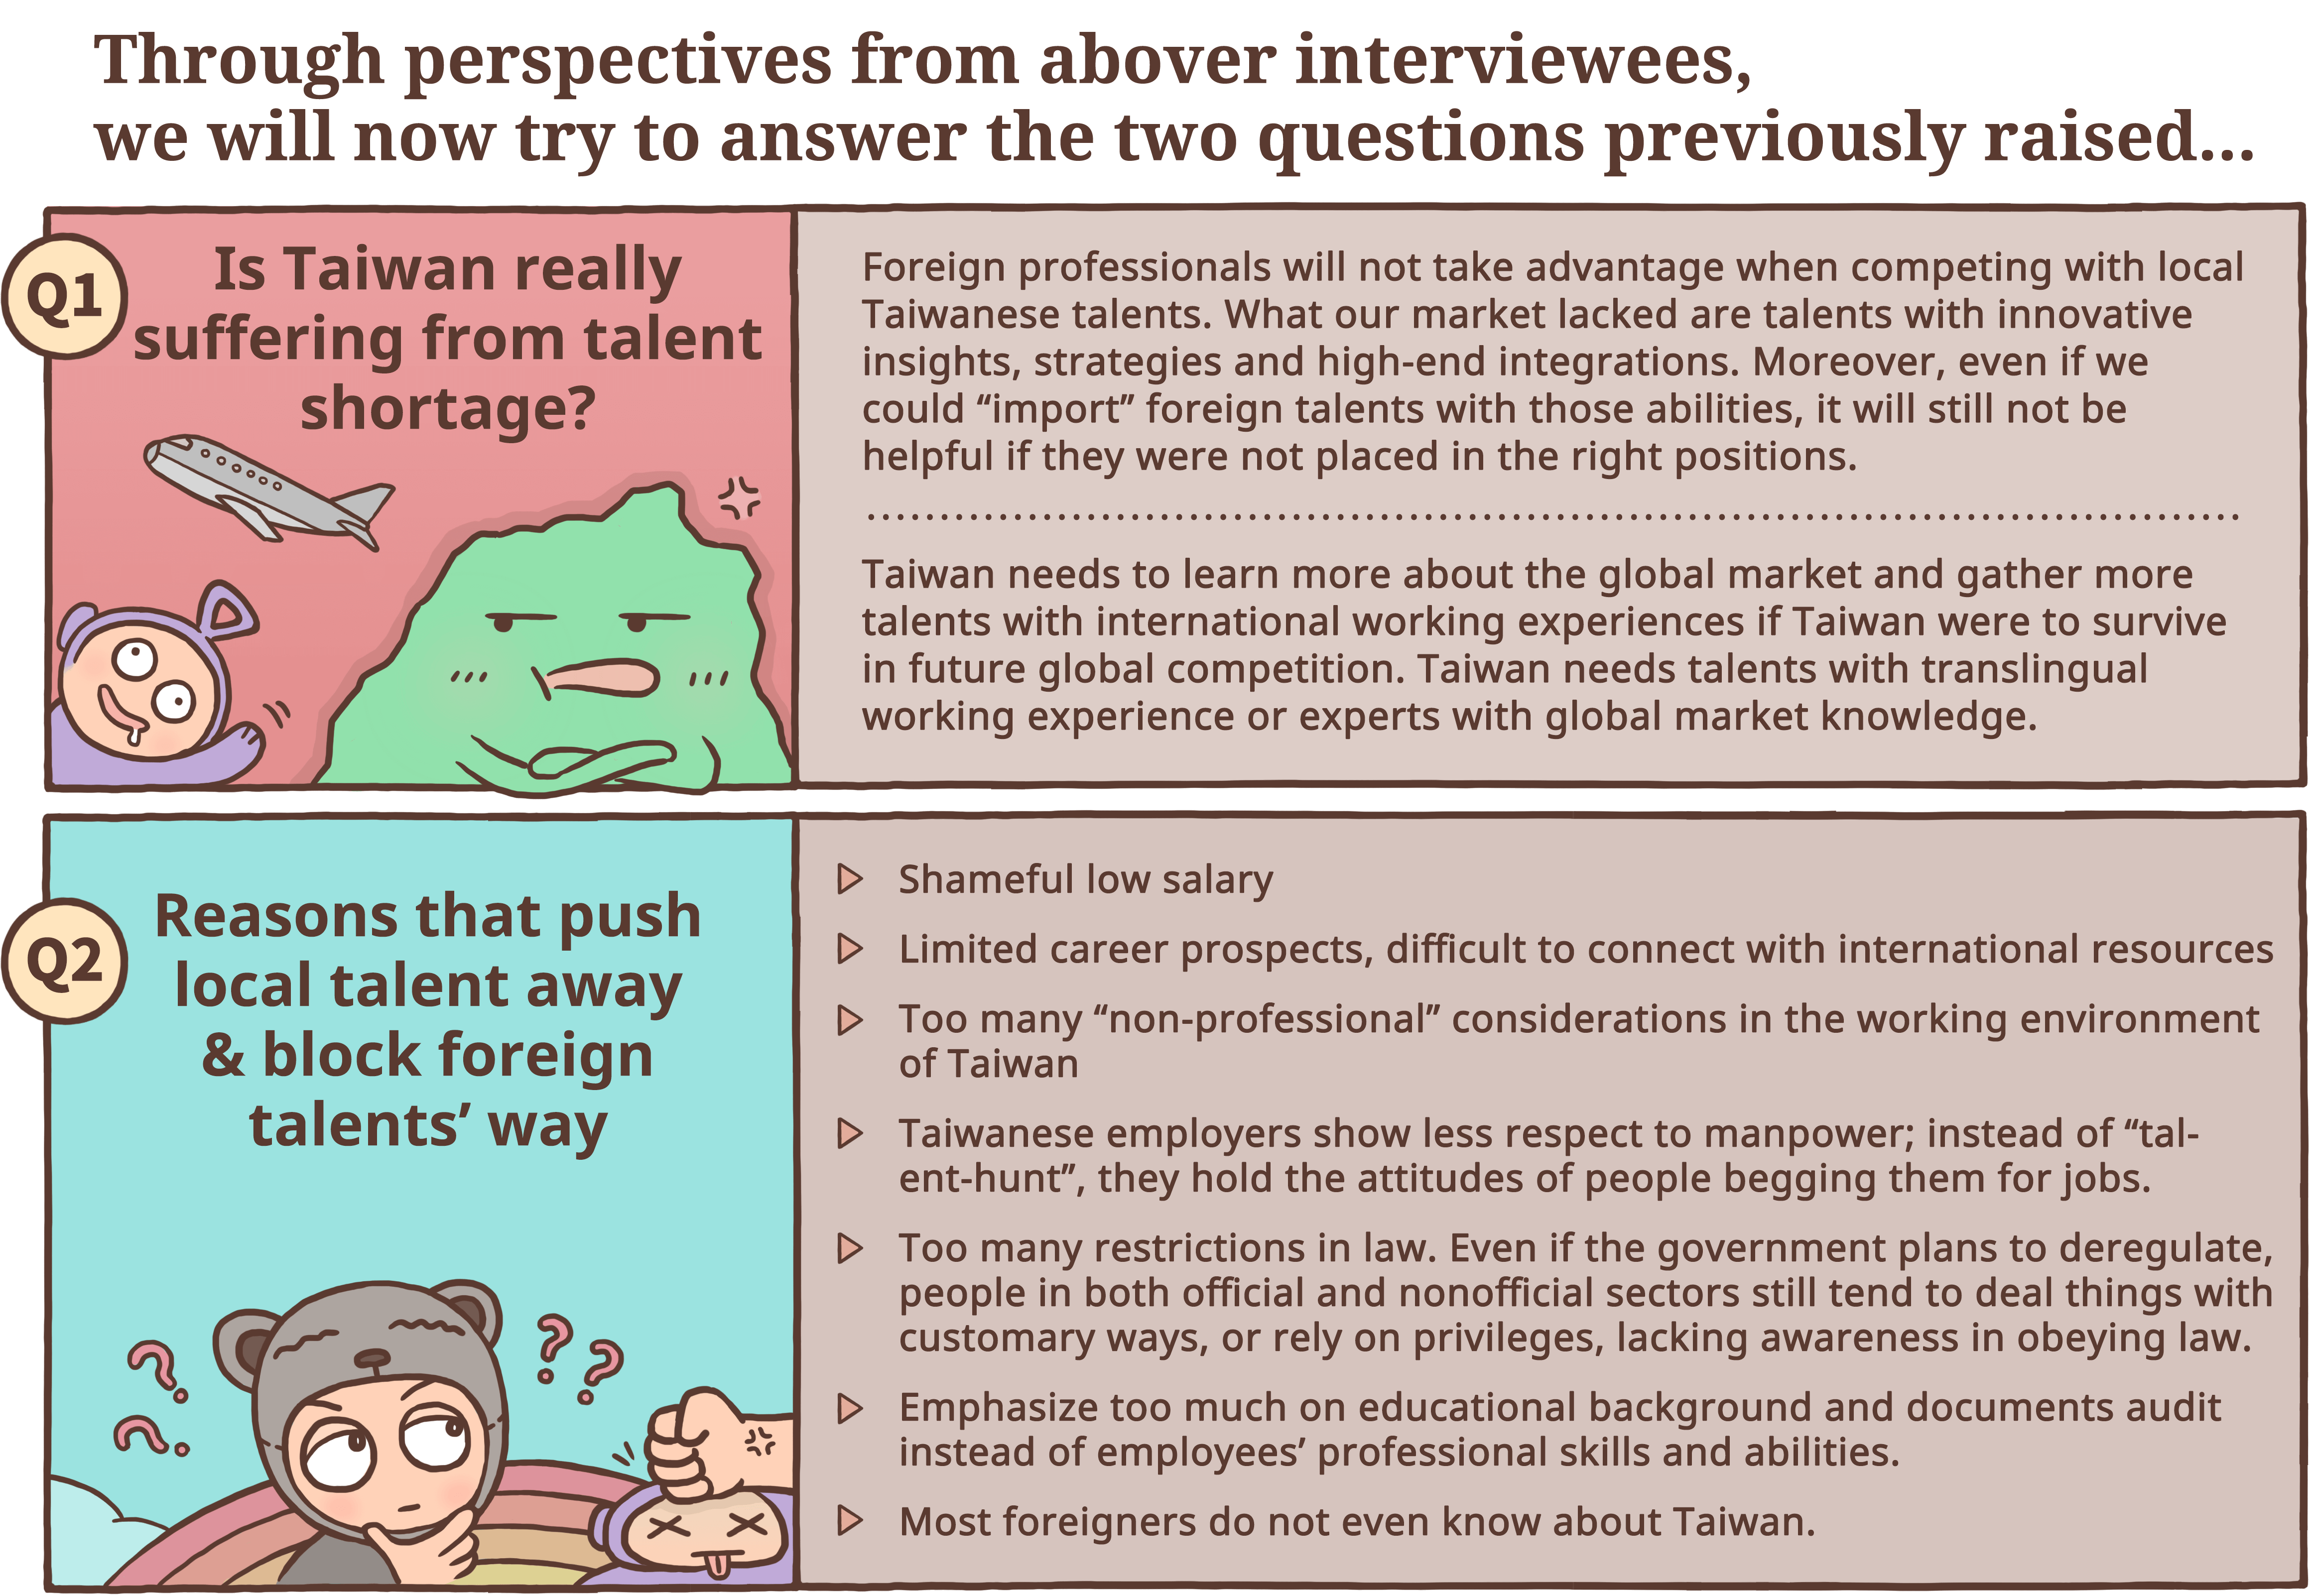 Through perspectives from abover interviewees,
we will now try to answer the two questions previously raised...
Q1
Is Taiwan really
suffering from talent
shortage?
Foreign professionals will not take advantage when competing with local
Taiwanese talents. What our market lacked are talents with innovative
insights, strategies and high-end integrations. Moreover, even if we
could “import” foreign talents with those abilities, it will still not be
helpful if they were not placed in the right positions.
Taiwan needs to learn more about the global market and gather more
talents with international working experiences if Taiwan were to survive
in future global competition. Taiwan needs talents with translingual
working experience or experts with global market knowledge.
Q2
Reasons that push
local talent away
& block foreign
talents’ way
Shameful low salary
Limited career prospects, difficult to connect with international resources
Too many “non-professional” considerations in the working environment
of Taiwan
Taiwanese employers show less respect to manpower; instead of “tal-
ent-hunt”, they hold the attitudes of people begging them for jobs.
Too many restrictions in law. Even if the government plans to deregulate,
people in both official and nonofficial sectors still tend to deal things with
customary ways, or rely on privileges, lacking awareness in obeying law.
Emphasize too much on educational background and documents audit
instead of employees’ professional skills and abilities.
Most foreigners do not even know about Taiwan.
? ? ? ?